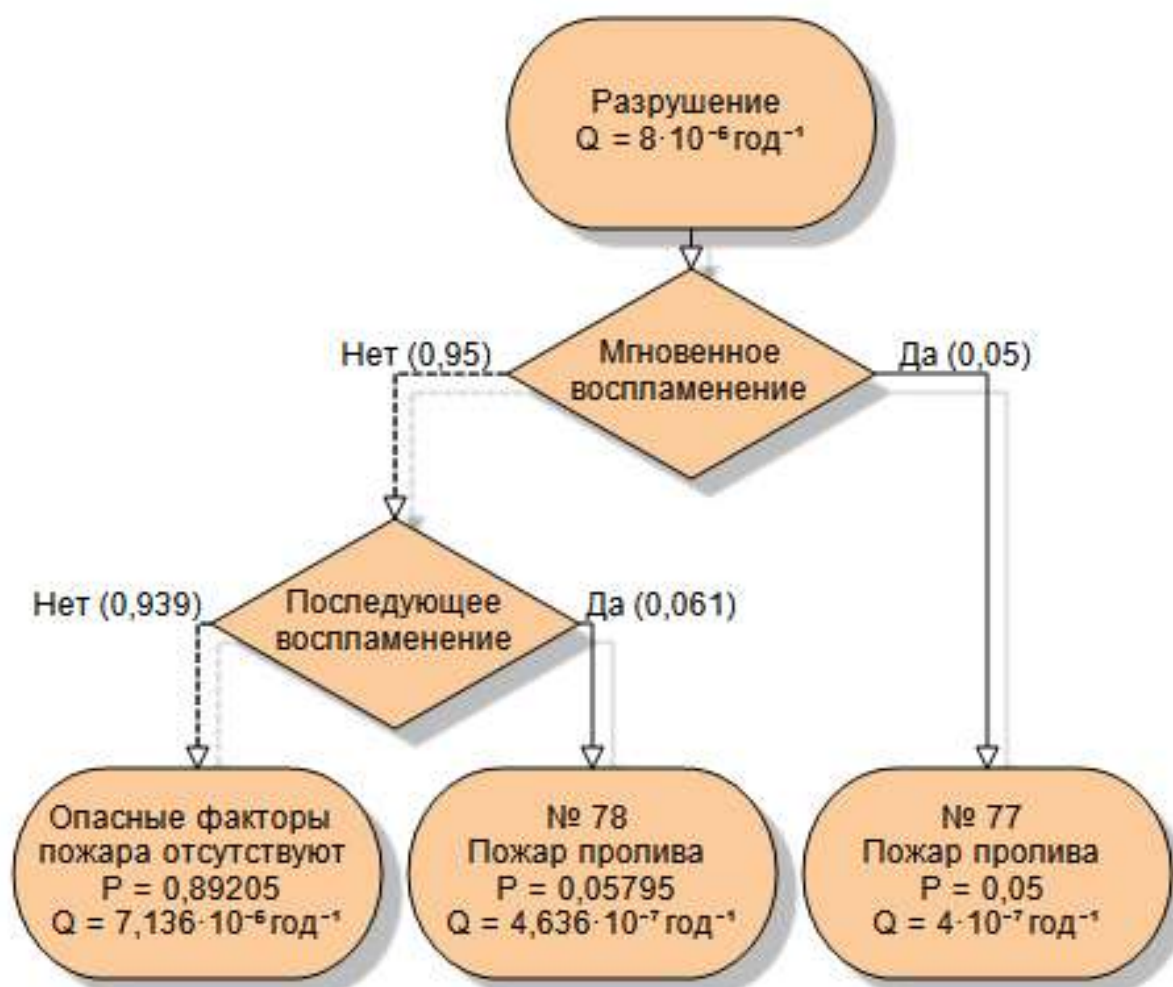 Разрушение
Q = 8·10⁻⁶ год⁻¹
Нет (0,95)
Мгновенное
воспламенение
Да (0,05)
Нет (0,939)
Последующее
воспламенение
Да (0,061)
Опасные факторы
пожара отсутствуют
P = 0,89205
Q = 7,136·10⁻⁶ год⁻¹
№ 78
Пожар пролива
P = 0,05795
Q = 4,636·10⁻⁷ год⁻¹
№ 77
Пожар пролива
P = 0,05
Q = 4·10⁻⁷ год⁻¹